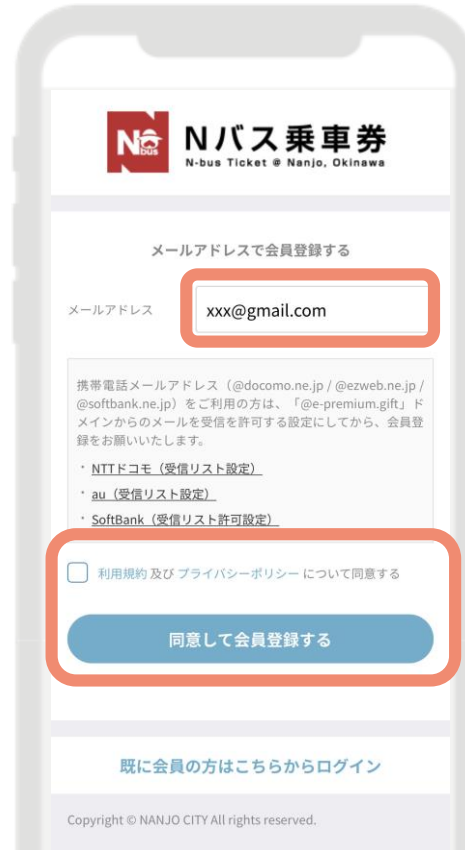 N
bus
Nバス乗車券
N-bus Ticket @ Nanjo, Okinawa
メールアドレスで会員登録する
メールアドレス
xxx@gmail.com
携帯電話メールアドレス（@docomo.ne.jp / @ezweb.ne.jp /
@softbank.ne.jp）をご利用の方は、「@e-premium.gift」ド
メインからのメールを受信を許可する設定にしてから、会員登
録をお願いいたします。
・NTTドコモ（受信リスト設定）
・au（受信リスト設定）
・SoftBank（受信リスト許可設定）
利用規約 及び プライバシーポリシー について同意する
同意して会員登録する
既に会員の方はこちらからログイン
Copyright © NANJO CITY All rights reserved.